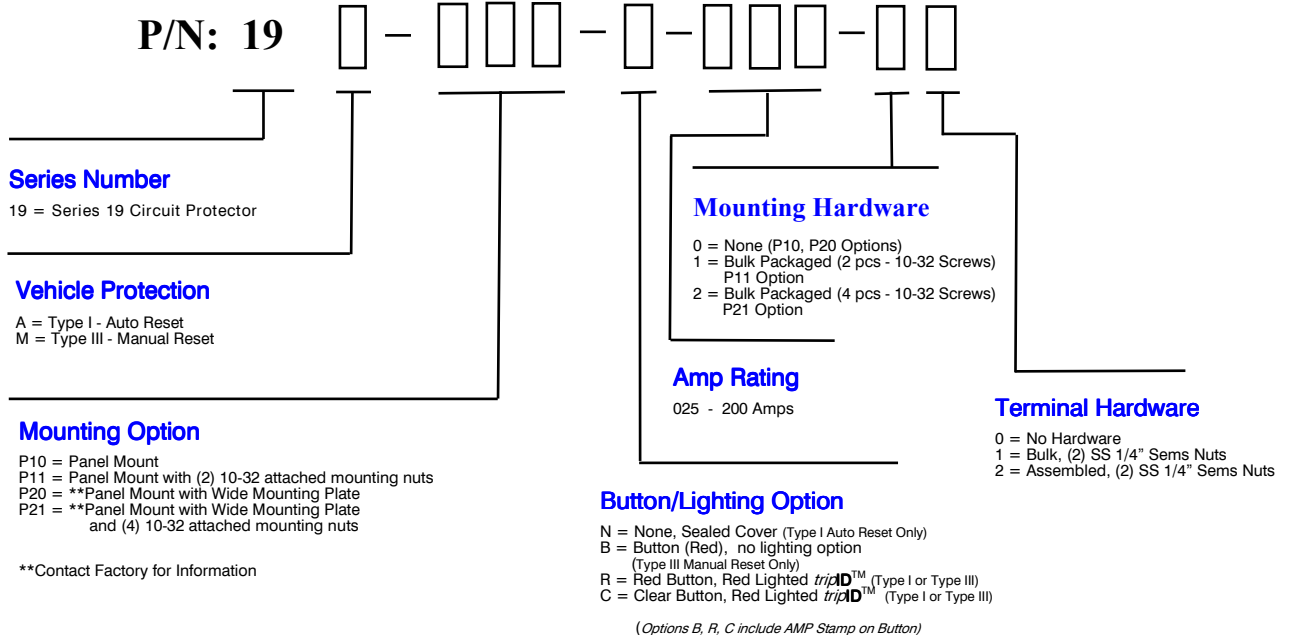 P/N: 19 – – – –
Series Number
19 = Series 19 Circuit Protector
Vehicle Protection
A = Type I - Auto Reset
M = Type III - Manual Reset
Mounting Option
P10 = Panel Mount
P11 = Panel Mount with (2) 10-32 attached mounting nuts
P20 = **Panel Mount with Wide Mounting Plate
P21 = **Panel Mount with Wide Mounting Plate
and (4) 10-32 attached mounting nuts
**Contact Factory for Information
Mounting Hardware
0 = None (P10, P20 Options)
1 = Bulk Packaged (2 pcs - 10-32 Screws)
P11 Option
2 = Bulk Packaged (4 pcs - 10-32 Screws)
P21 Option
Amp Rating
025 - 200 Amps
Button/Lighting Option
N = None, Sealed Cover (Type I Auto Reset Only)
B = Button (Red), no lighting option
(Type III Manual Reset Only)
R = Red Button, Red Lighted tripID™ (Type I or Type III)
C = Clear Button, Red Lighted tripID™ (Type I or Type III)
(Options B, R, C include AMP Stamp on Button)
Terminal Hardware
0 = No Hardware
1 = Bulk, (2) SS 1/4” Sems Nuts
2 = Assembled, (2) SS 1/4” Sems Nuts